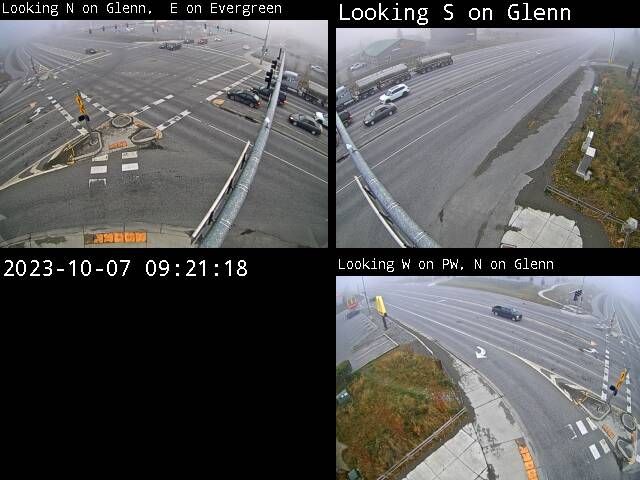 Looking N on Glenn,  E on Evergreen
Looking S on Glenn
2023-10-07 09:21:18
Looking W on PW, N on Glenn